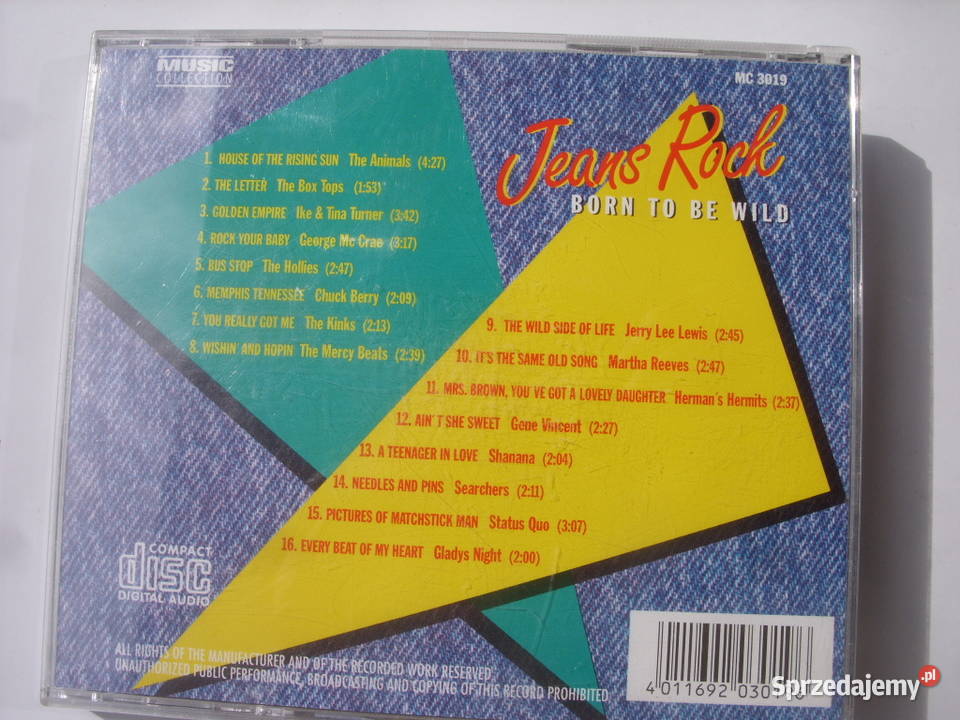 MUSIC
COLLECTION
MC 3019
Jeans Rock
BORN TO BE WILD
1. HOUSE OF THE RISING SUN The Animals (4:27)
2. THE LETTER The Box Tops (1:53)
3. GOLDEN EMPIRE Ike & Tina Turner (3:42)
4. ROCK YOUR BABY George Mc Crae (3:17)
5. BUS STOP The Hollies (2:47)
6. MEMPHIS TENNESSEE Chuck Berry (2:09)
7. YOU REALLY GOT ME The Kinks (2:13)
8. WISHIN AND HOPIN The Mercy Beats (2:39)
9. THE WILD SIDE OF LIFE Jerry Lee Lewis (2:45)
10. IT'S THE SAME OLD SONG Martha Reeves (2:47)
11. MRS. BROWN, YOU'VE GOT A LOVELY DAUGHTER Herman's Hermits (2:37)
12. AIN'T SHE SWEET Gene Vincent (2:27)
13. A TEENAGER IN LOVE Shanana (2:04)
14. NEEDLES AND PINS Searchers (2:11)
15. PICTURES OF MATCHSTICK MAN Status Quo (3:07)
16. EVERY BEAT OF MY HEART Gladys Night (2:00)
COMPACT
disc
DIGITAL AUDIO
ALL RIGHTS OF THE MANUFACTURER AND OF THE RECORDED WORK RESERVED
UNAUTHORIZED PUBLIC PERFORMANCE, BROADCASTING AND COPYING OF THIS RECORD PROHIBITED
4 011692
Sprzedajemy.pl